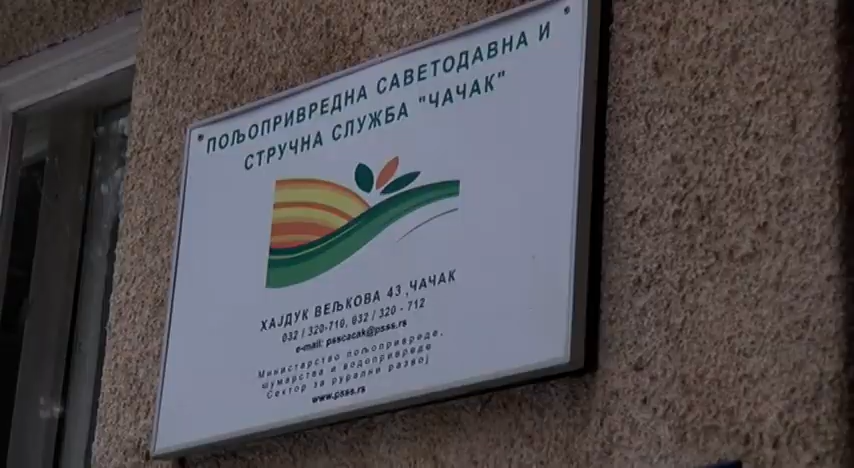 ПОЉОПРИВРЕДНА САВЕТОДАВНА И
СТРУЧНА СЛУЖБА "ЧАЧАК"
ХАЈДУК ВЕЉКОВА 43 ,ЧАЧАК
032 / 320-710, 032 / 320 - 712
e-mail: psscacak@psss.rs
Министарство пољопривреде,
шумарства и водопривреде
Сектор за рурални развој
www.psss.rs